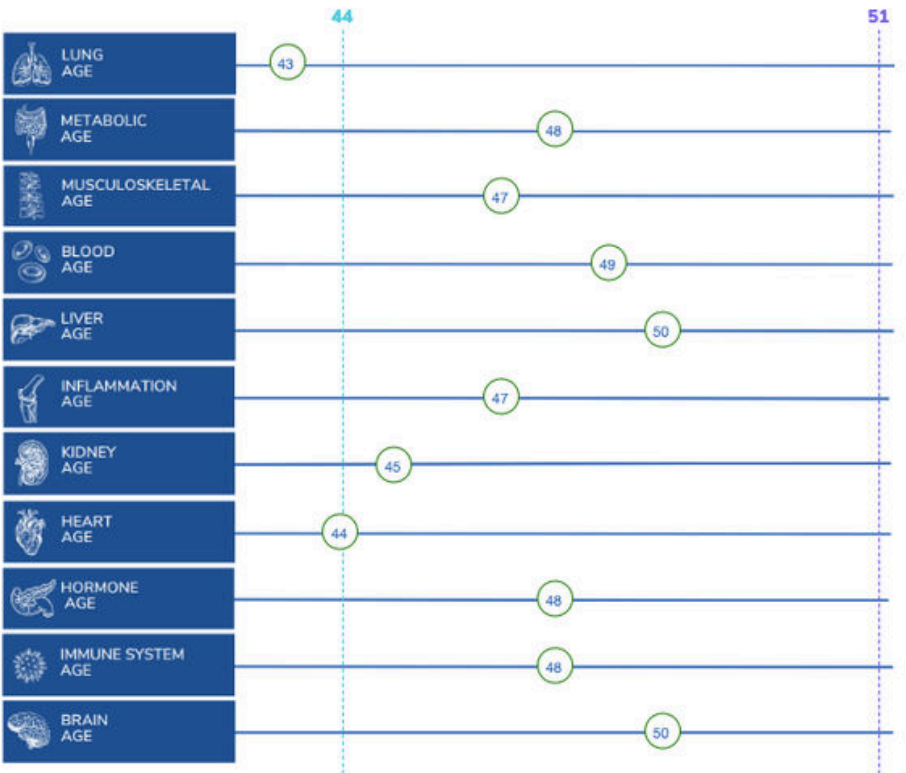 44
51
LUNG
AGE
43
METABOLIC
AGE
48
MUSCULOSKELETAL
AGE
47
BLOOD
AGE
49
LIVER
AGE
50
INFLAMMATION
AGE
47
KIDNEY
AGE
45
HEART
AGE
44
HORMONE
AGE
48
IMMUNE SYSTEM
AGE
48
BRAIN
AGE
50